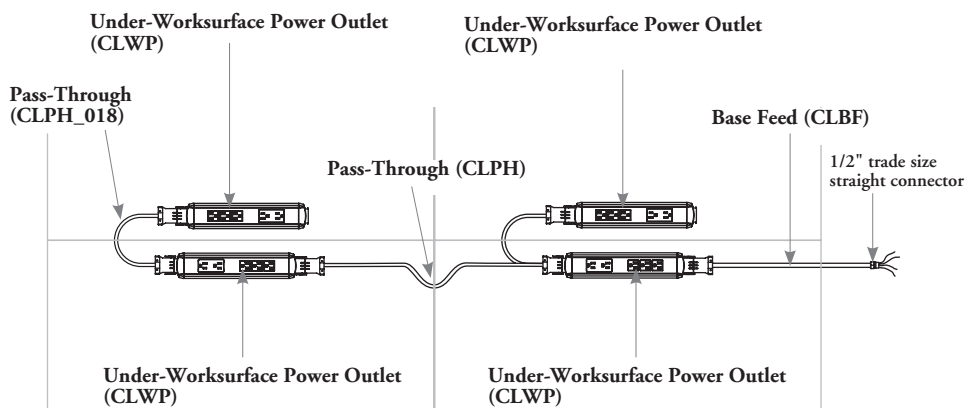 Under-Worksurface Power Outlet
(CLWP)
Under-Worksurface Power Outlet
(CLWP)
Pass-Through
(CLPH_018)
Base Feed (CLBF)
Pass-Through (CLPH)
1/2" trade size
straight connector
Under-Worksurface Power Outlet
(CLWP)
Under-Worksurface Power Outlet
(CLWP)